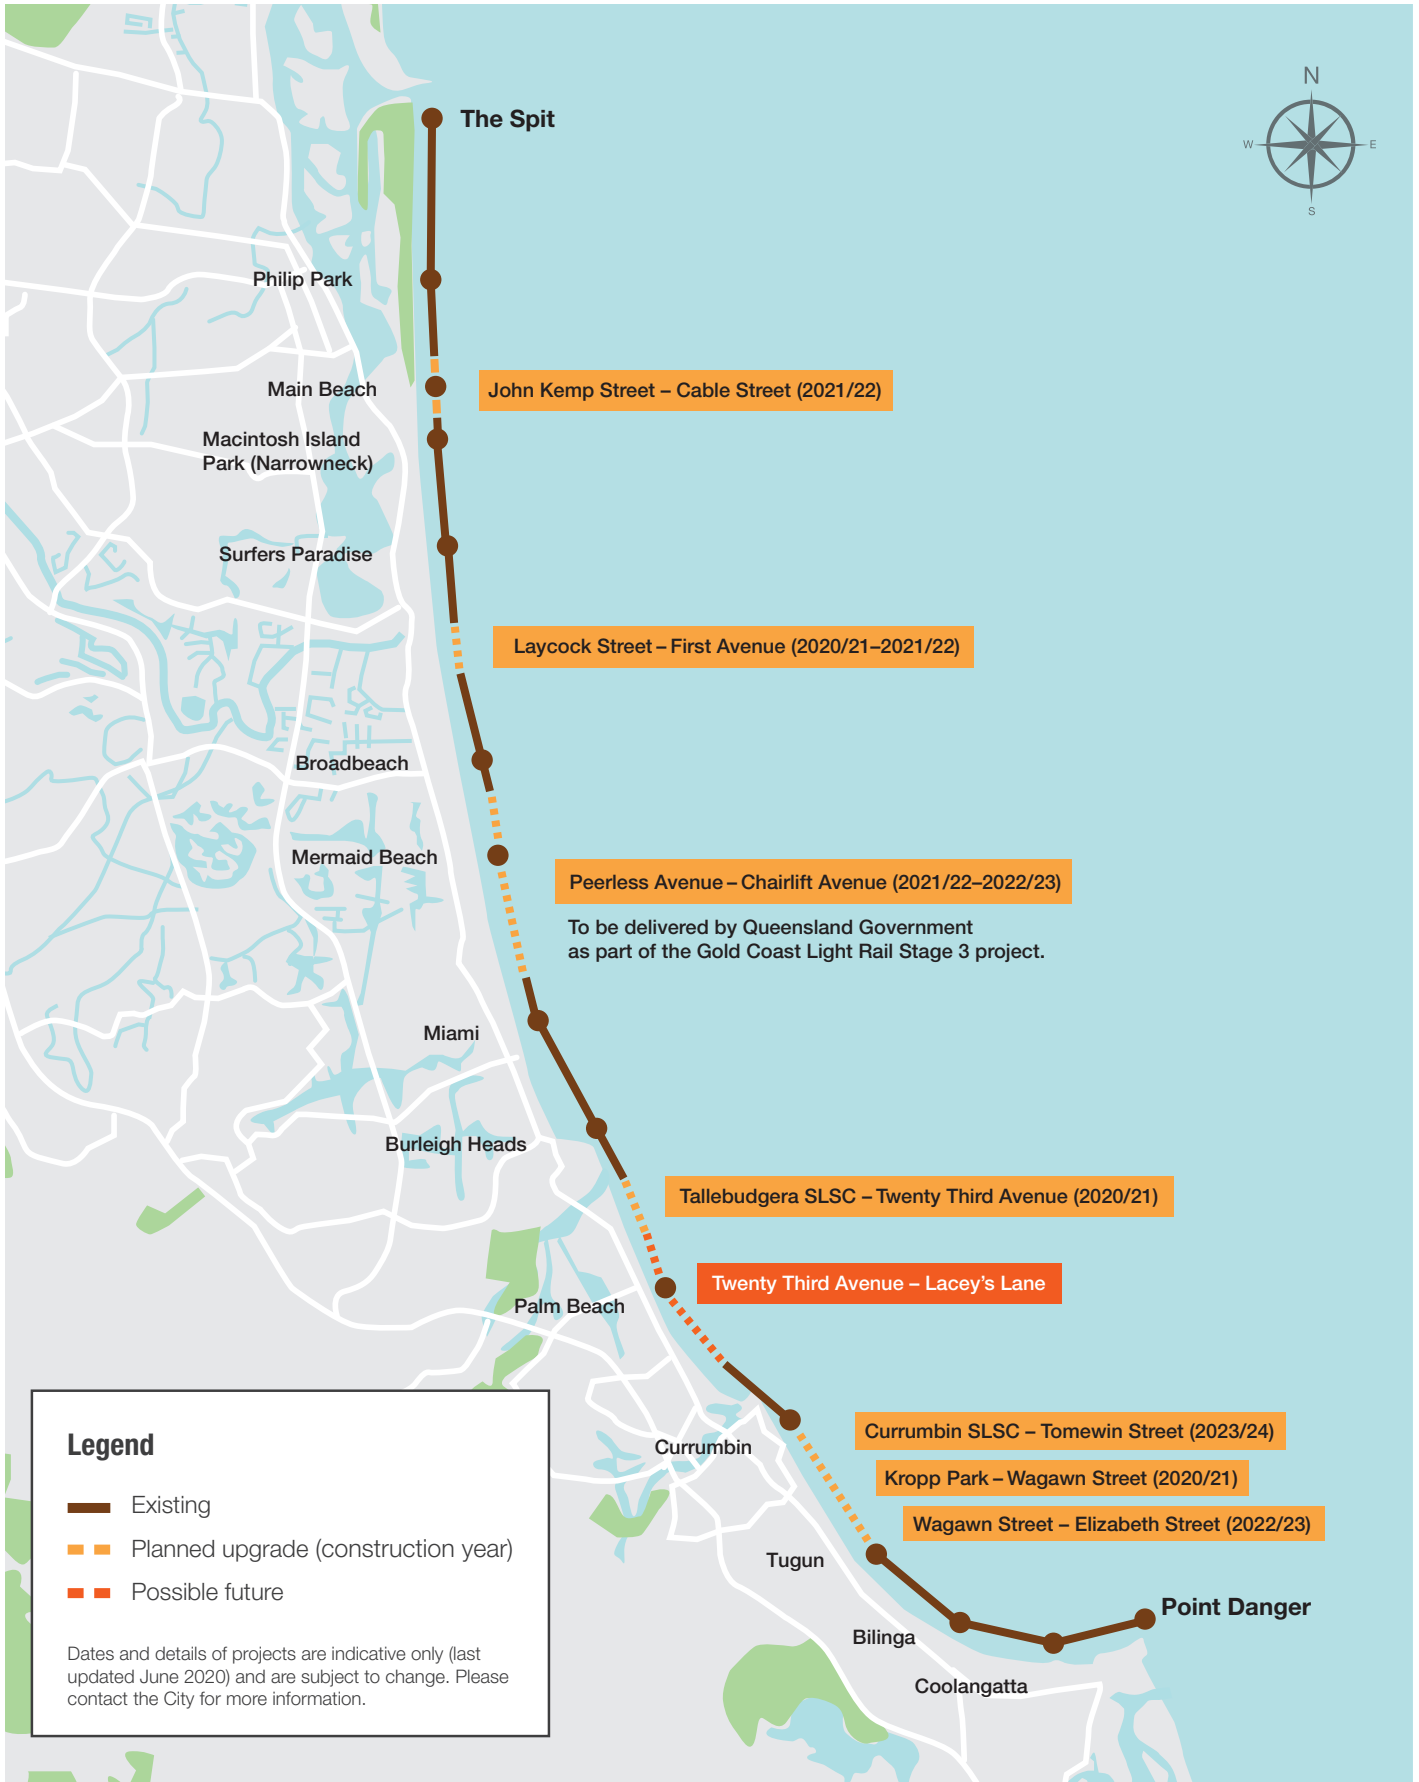 N
W
E
S
The Spit
Philip Park
Main Beach
John Kemp Street – Cable Street (2021/22)
Macintosh Island
Park (Narrowneck)
Surfers Paradise
Laycock Street – First Avenue (2020/21–2021/22)
Broadbeach
Mermaid Beach
Peerless Avenue – Chairlift Avenue (2021/22–2022/23)
To be delivered by Queensland Government
as part of the Gold Coast Light Rail Stage 3 project.
Miami
Burleigh Heads
Tallebudgera SLSC – Twenty Third Avenue (2020/21)
Twenty Third Avenue – Lacey’s Lane
Palm Beach
Currumbin SLSC – Tomewin Street (2023/24)
Currumbin
Kropp Park – Wagawn Street (2020/21)
Wagawn Street – Elizabeth Street (2022/23)
Tugun
Point Danger
Bilinga
Coolangatta
Legend
Existing
Planned upgrade (construction year)
Possible future
Dates and details of projects are indicative only (last
updated June 2020) and are subject to change. Please
contact the City for more information.